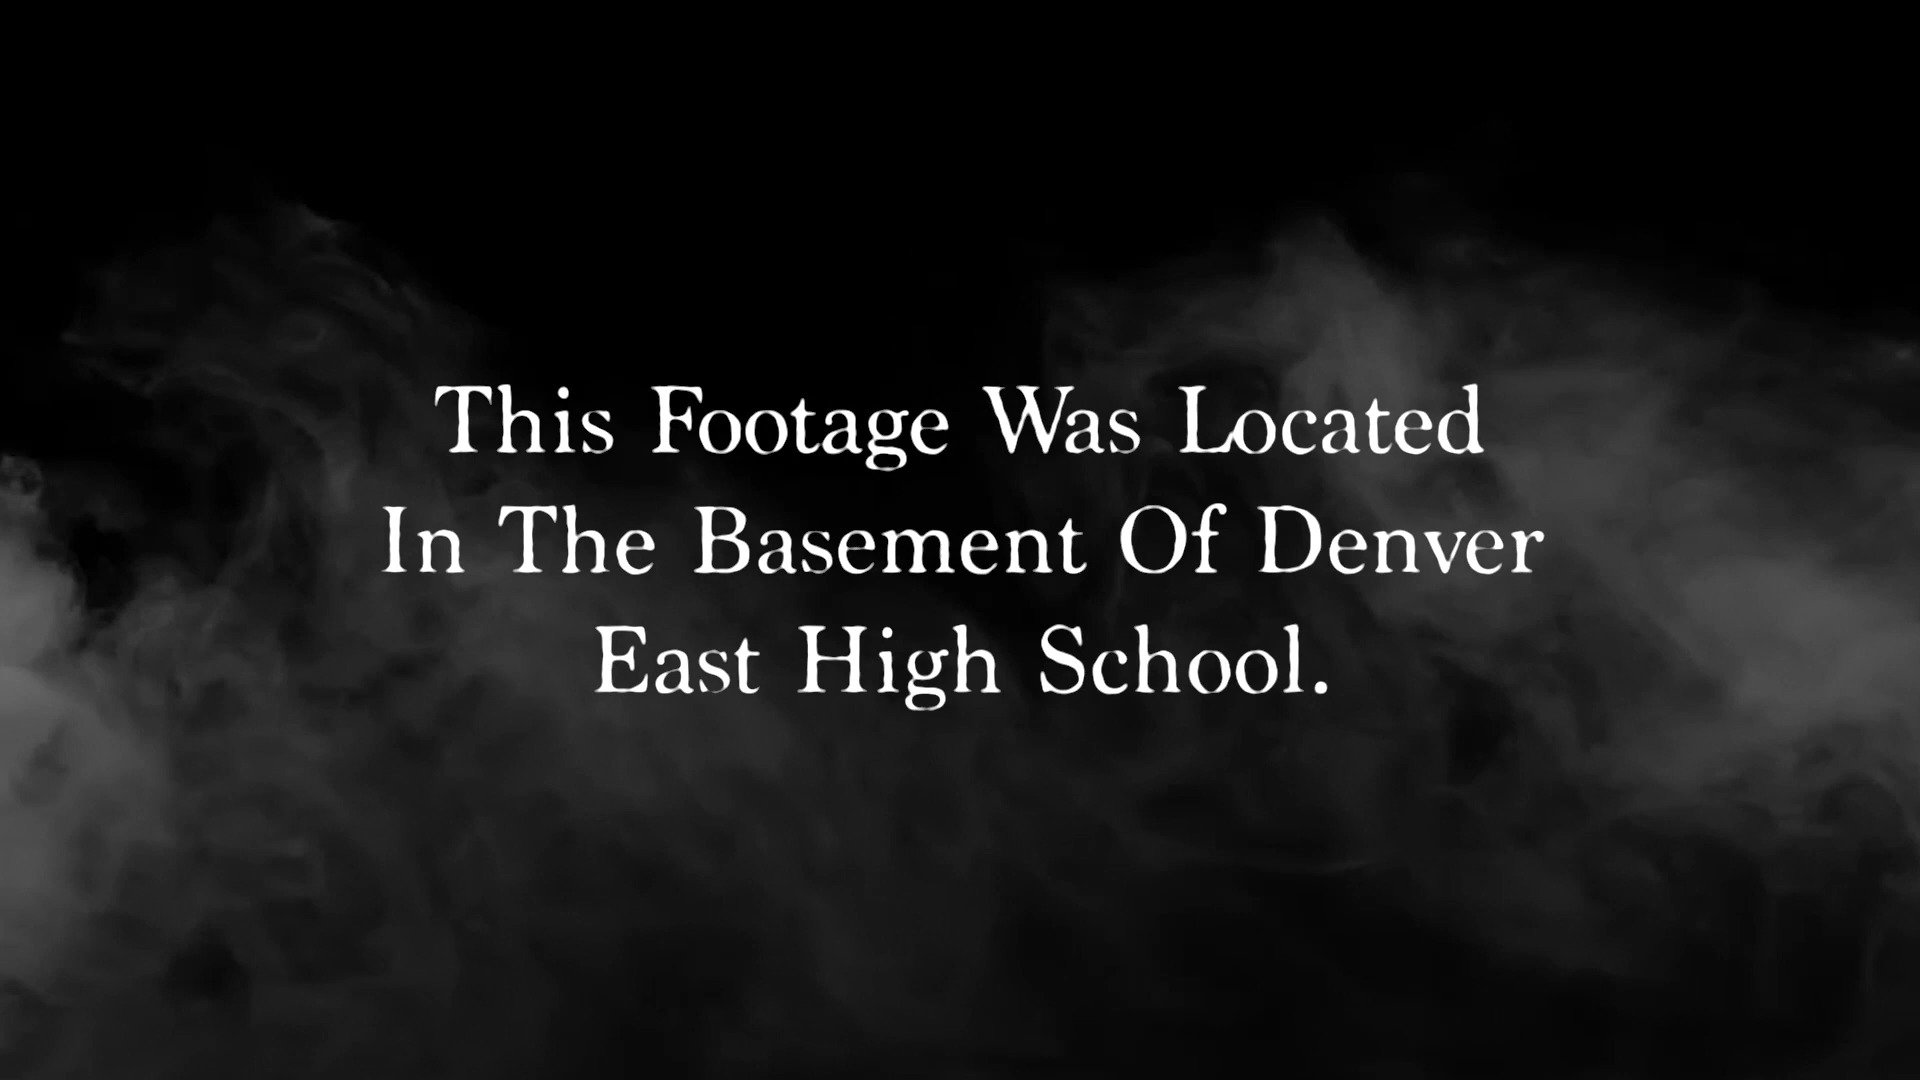 This Footage Was Located
In The Basement Of Denver
East High School.